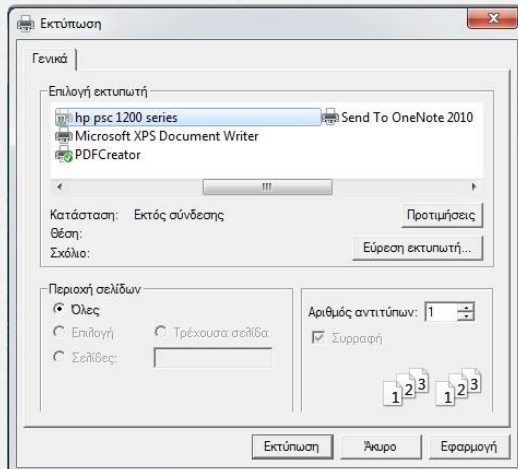 Εκτύπωση
Γενικά
Επιλογή εκτυπωτή
hp psc 1200 series
Send To OneNote 2010
Microsoft XPS Document Writer
PDFCreator
Κατάσταση: Εκτός σύνδεσης
Προτιμήσεις
Θέση:
Σχόλιο:
Εύρεση εκτυπωτή...
Περιοχή σελίδων
Όλες
Επιλογή Τρέχουσα σελίδα
Σελίδες:
Αριθμός αντιτύπων: 1
Συρραφή
1 2 3 1 2 3
Εκτύπωση Άκυρο Εφαρμογή